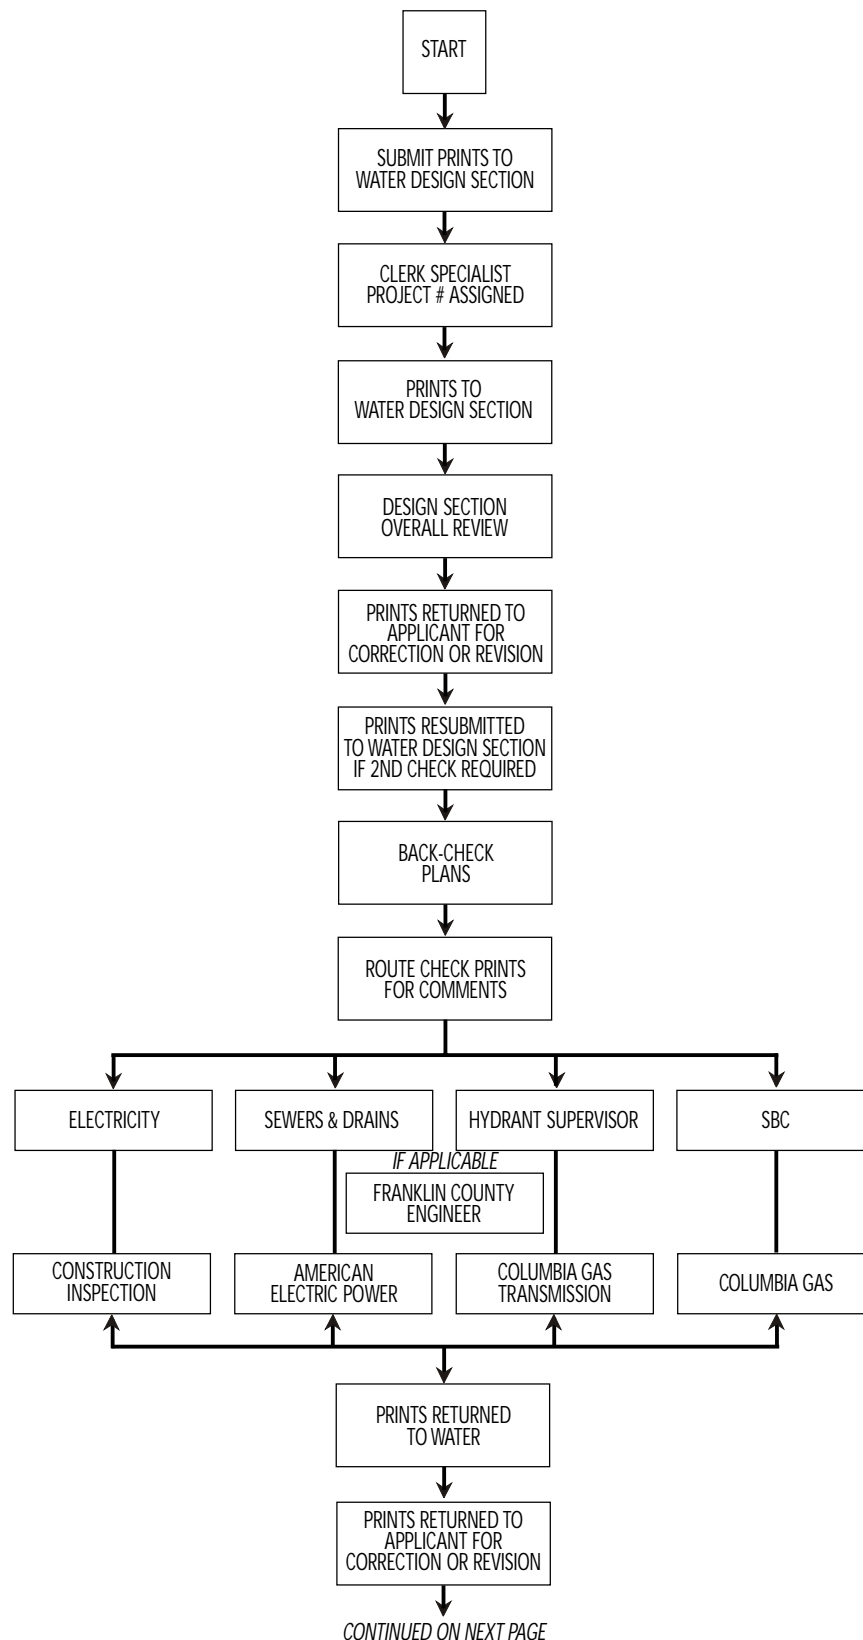 START
SUBMIT PRINTS TO
WATER DESIGN SECTION
CLERK SPECIALIST
PROJECT # ASSIGNED
PRINTS TO
WATER DESIGN SECTION
DESIGN SECTION
OVERALL REVIEW
PRINTS RETURNED TO
APPLICANT FOR
CORRECTION OR REVISION
PRINTS RESUBMITTED
TO WATER DESIGN SECTION
IF 2ND CHECK REQUIRED
BACK-CHECK
PLANS
ROUTE CHECK PRINTS
FOR COMMENTS
ELECTRICITY
SEWERS & DRAINS
HYDRANT SUPERVISOR
SBC
IF APPLICABLE
FRANKLIN COUNTY
ENGINEER
CONSTRUCTION
INSPECTION
AMERICAN
ELECTRIC POWER
COLUMBIA GAS
TRANSMISSION
COLUMBIA GAS
PRINTS RETURNED
TO WATER
PRINTS RETURNED TO
APPLICANT FOR
CORRECTION OR REVISION
CONTINUED ON NEXT PAGE